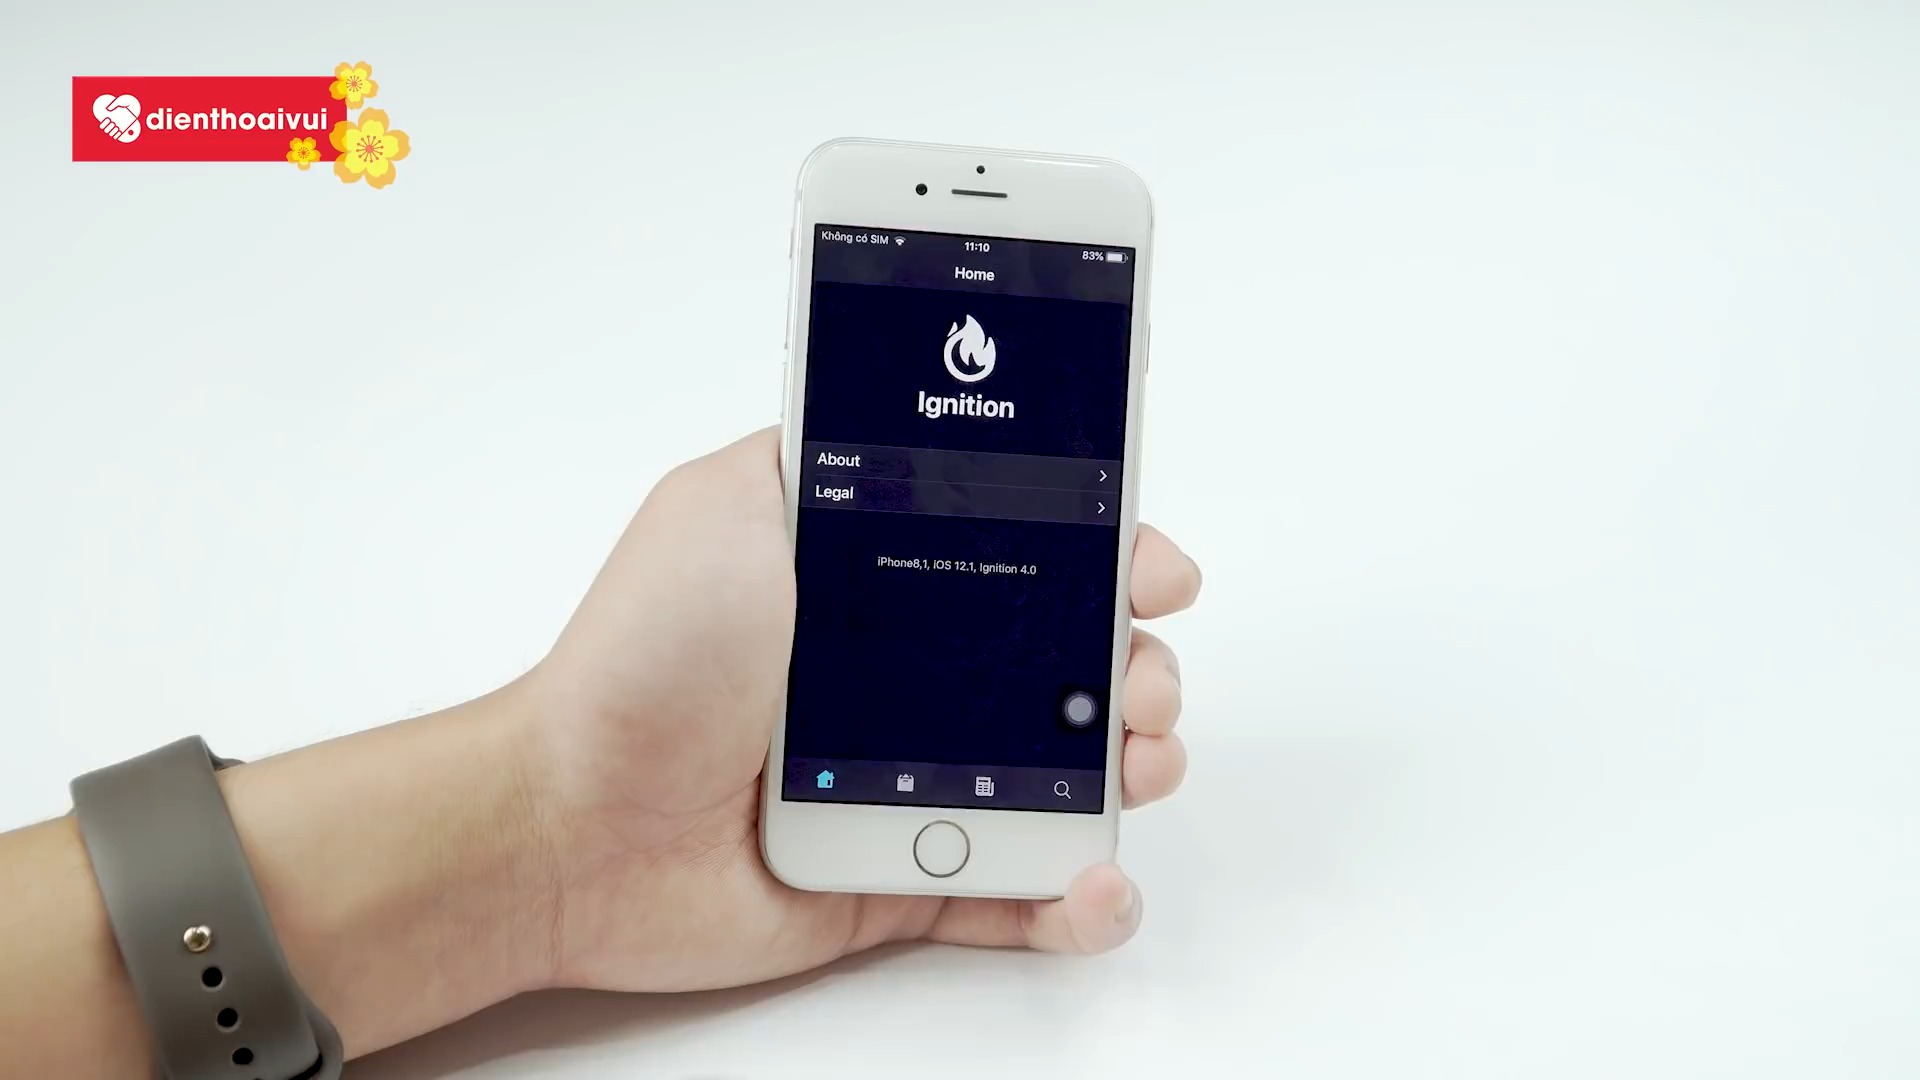 dienthoaivui
Không có SIM
11:10
83%
Home
Ignition
About
Legal
iPhone8,1, iOS 12.1, Ignition 4.0